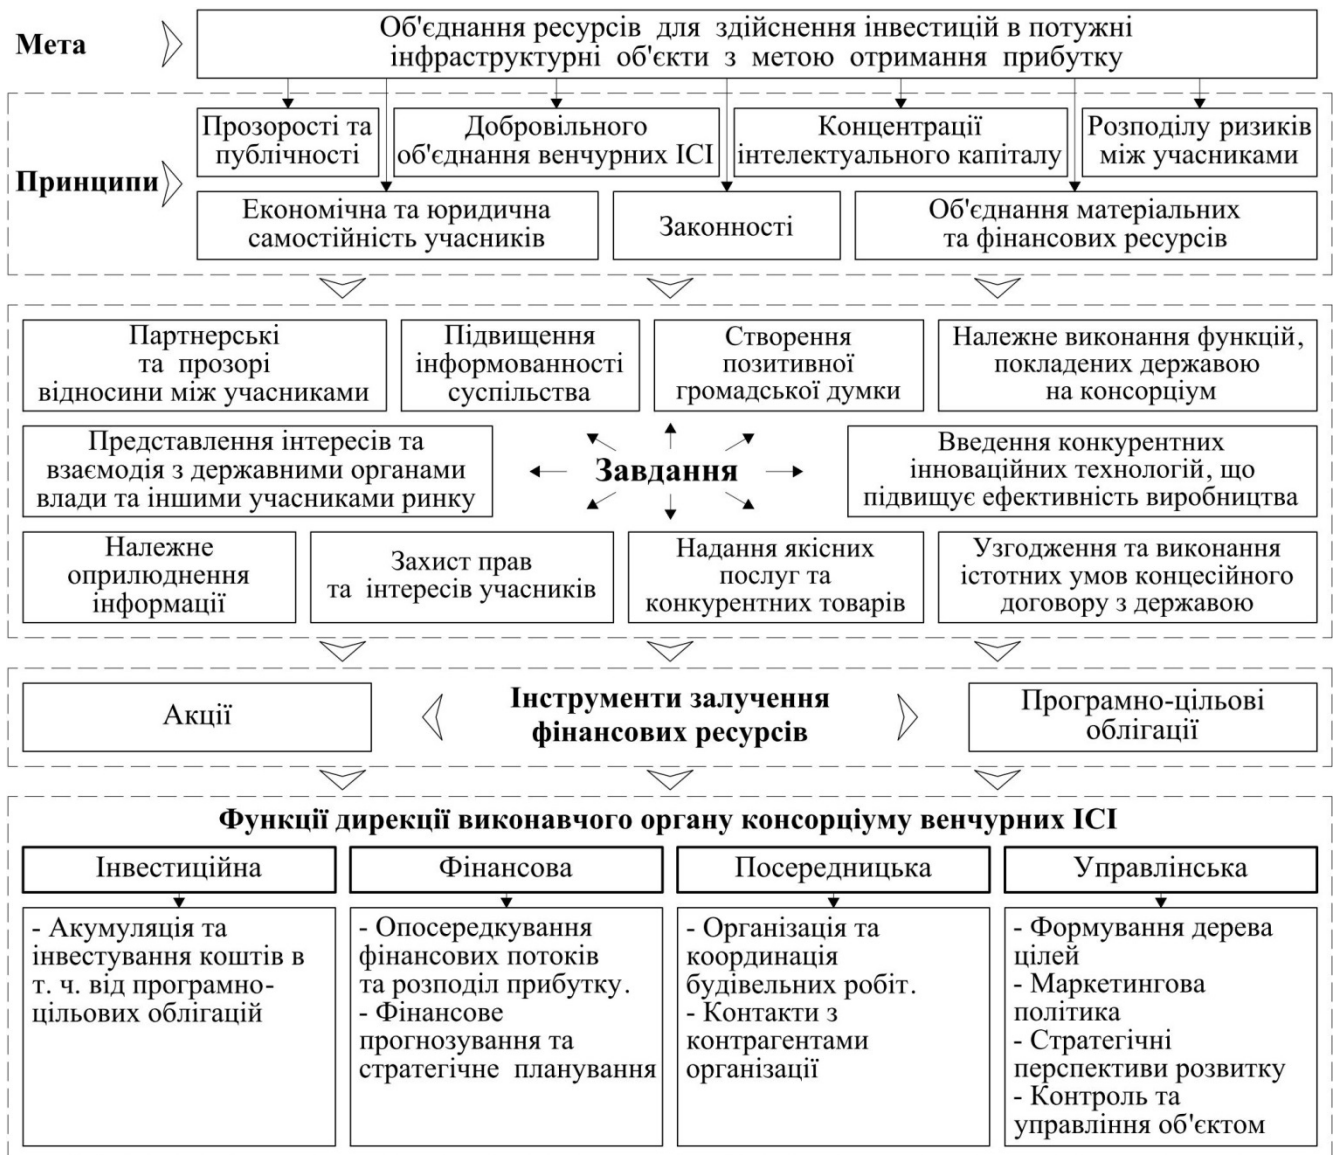 Мета
Об'єднання ресурсів для здійснення інвестицій в потужні
інфраструктурні об'єкти з метою отримання прибутку
Принципи
Прозорості та
публічності
Добровільного
об'єднання венчурних ІСІ
Концентрації
інтелектуального капіталу
Розподілу ризиків
між учасниками
Економічна та юридична
самостійність учасників
Законності
Об'єднання матеріальних
та фінансових ресурсів
Партнерські
та прозорі
відносини між учасниками
Підвищення
інформованності
суспільства
Створення
позитивної
громадської думки
Належне виконання функцій,
покладених державою
на консорціум
Представлення інтересів та
взаємодія з державними органами
влади та іншими учасниками ринку
Завдання
Введення конкурентних
інноваційних технологій, що
підвищує ефективність виробництва
Належне
оприлюднення
інформації
Захист прав
та інтересів учасників
Надання якісних
послуг та
конкурентних товарів
Узгодження та виконання
істотних умов концесійного
договору з державою
Акції
Інструменти залучення
фінансових ресурсів
Програмно-цільові
облігації
Функції дирекції виконавчого органу консорціуму венчурних ІСІ
Інвестиційна
- Акумуляція та
інвестування коштів в
т. ч. від програмно-
цільових облігацій
Фінансова
- Опосередкування
фінансових потоків
та розподіл прибутку.
- Фінансове
прогнозування та
стратегічне планування
Посередницька
- Організація та
координація
будівельних робіт.
- Контакти з
контрагентами
організації
Управлінська
- Формування дерева
цілей
- Маркетингова
політика
- Стратегічні
перспективи розвитку
- Контроль та
управління об'єктом